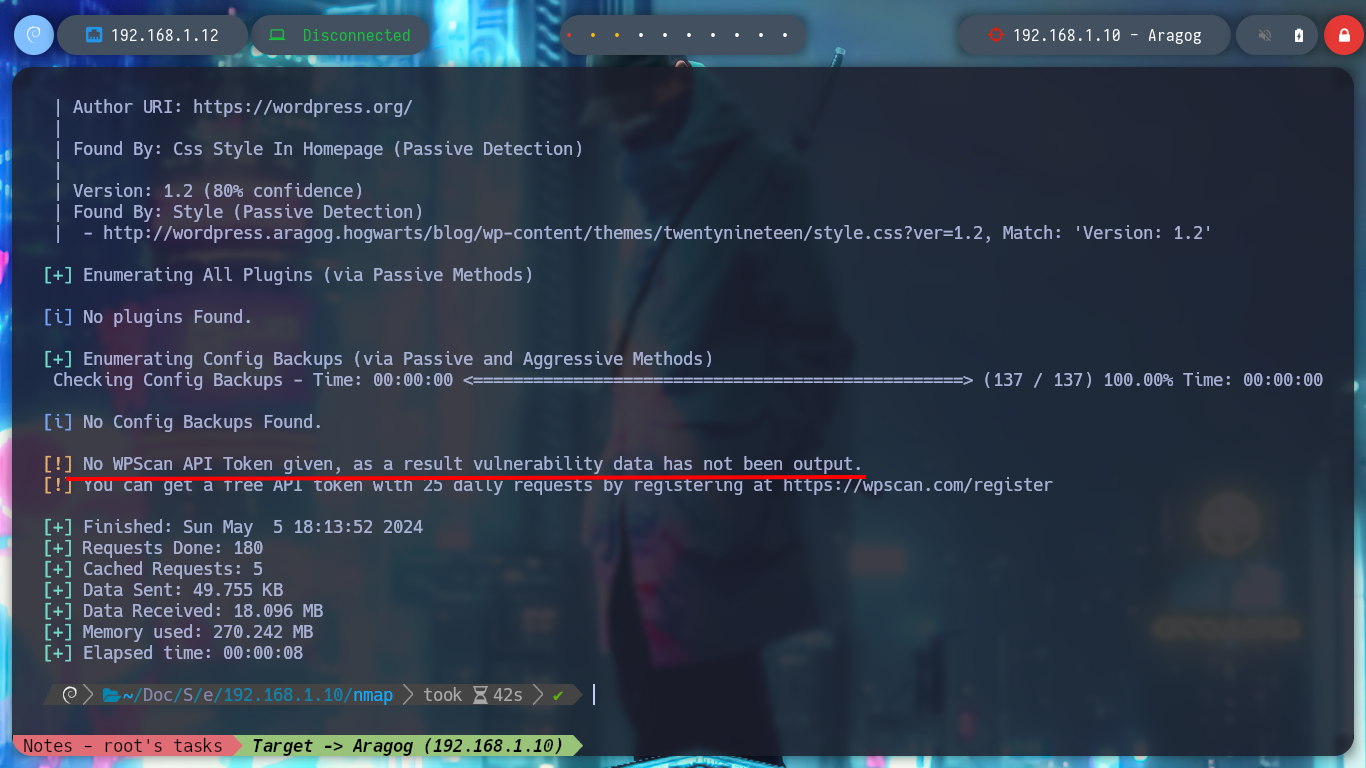 192.168.1.12
Disconnected
192.168.1.10 - Aragog
| Author URI: https://wordpress.org/
|
| Found By: Css Style In Homepage (Passive Detection)
|
| Version: 1.2 (80% confidence)
| Found By: Style (Passive Detection)
|  - http://wordpress.aragog.hogwarts/blog/wp-content/themes/twentynineteen/style.css?ver=1.2, Match: 'Version: 1.2'
[+] Enumerating All Plugins (via Passive Methods)
[i] No plugins Found.
[+] Enumerating Config Backups (via Passive and Aggressive Methods)
Checking Config Backups - Time: 00:00:00 <=================================================> (137 / 137) 100.00% Time: 00:00:00
[i] No Config Backups Found.
[!] No WPScan API Token given, as a result vulnerability data has not been output.
[!] You can get a free API token with 25 daily requests by registering at https://wpscan.com/register
[+] Finished: Sun May  5 18:13:52 2024
[+] Requests Done: 180
[+] Cached Requests: 5
[+] Data Sent: 49.755 KB
[+] Data Received: 18.096 MB
[+] Memory used: 270.242 MB
[+] Elapsed time: 00:00:08
~/Doc/S/e/192.168.1.10/nmap > took 42s > ✔
Notes - root's tasks
Target -> Aragog (192.168.1.10)